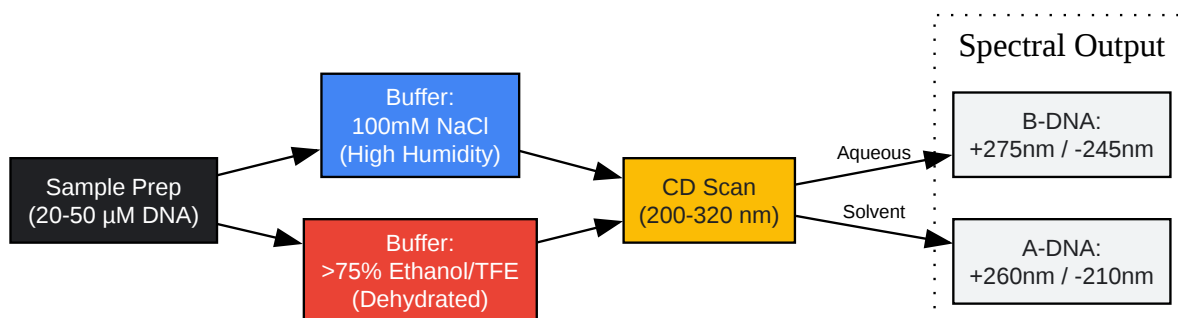 Sample Prep
(20-50 µM DNA)
Buffer:
100mM NaCl
(High Humidity)
Buffer:
>75% Ethanol/TFE
(Dehydrated)
CD Scan
(200-320 nm)
Aqueous
Solvent
Spectral Output
B-DNA:
+275nm / -245nm
A-DNA:
+260nm / -210nm